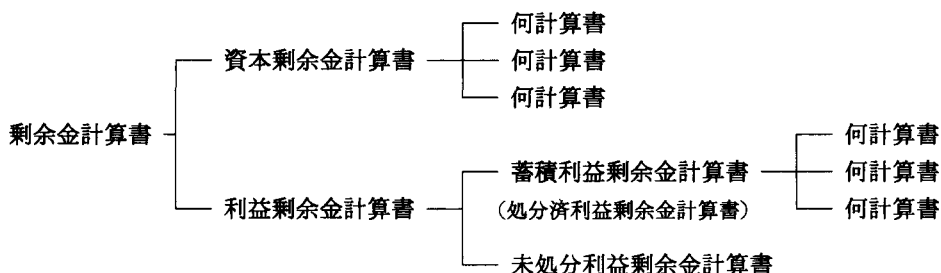 何計算書
資本剰余金計算書 何計算書
何計算書
剰余金計算書 何計算書
蓄積利益剰余金計算書 何計算書
利益剰余金計算書 (処分済利益剰余金計算書) 何計算書
未処分利益剰余金計算書